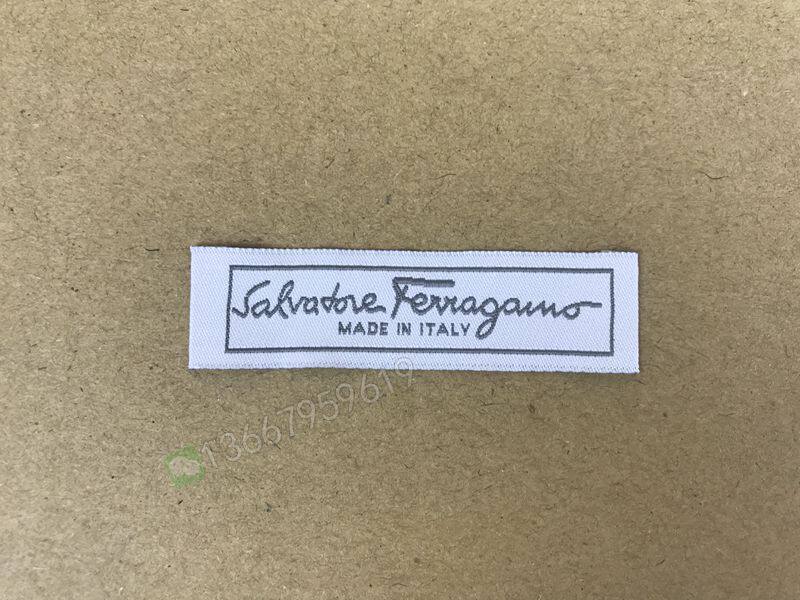 Salvatore Ferragamo
MADE IN ITALY
13667959619